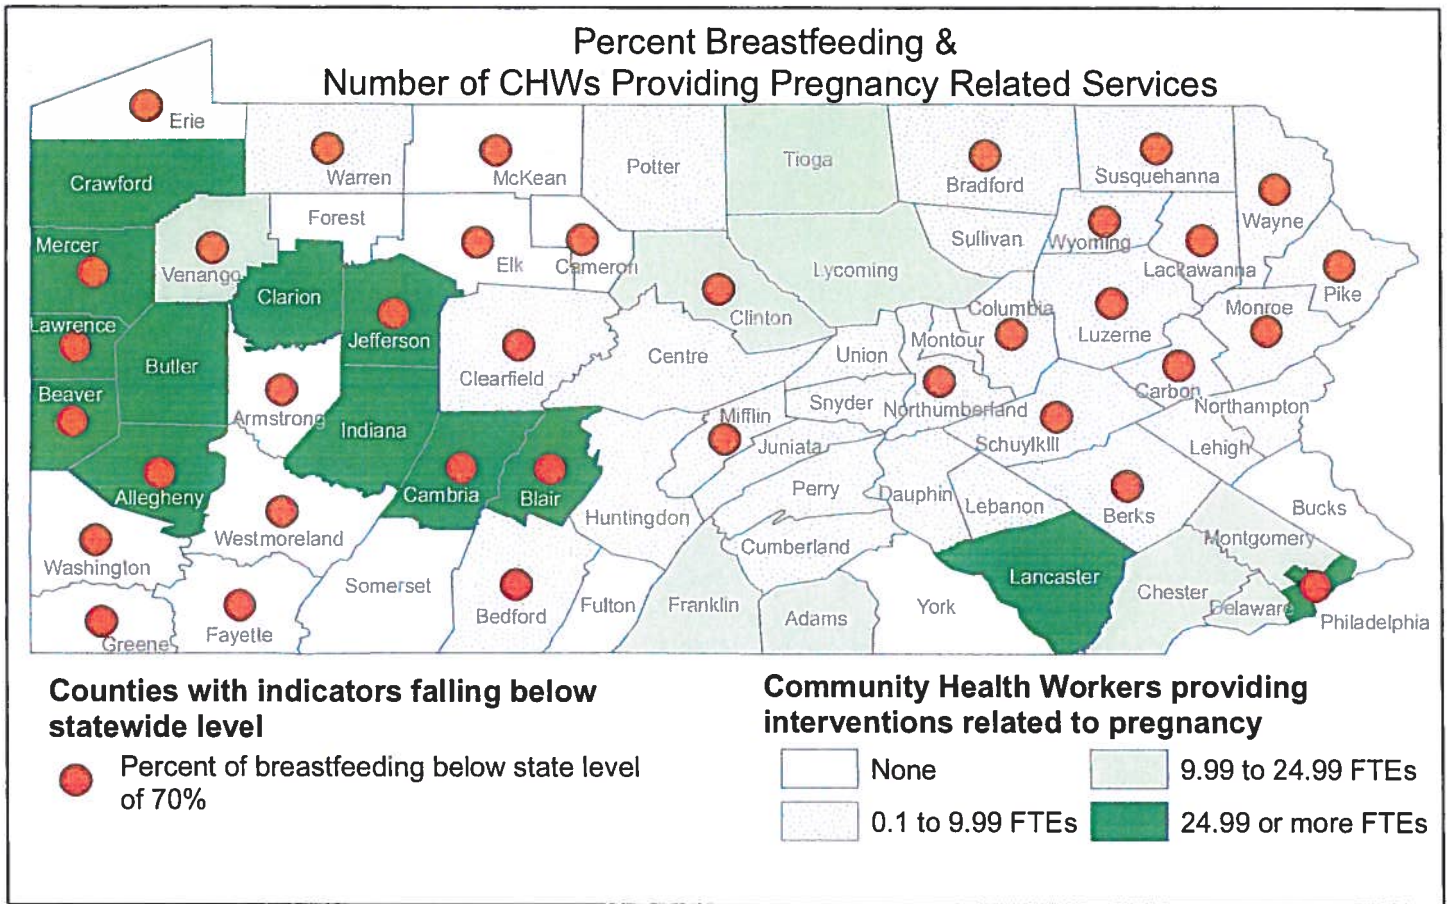 Percent Breastfeeding &
Number of CHWs Providing Pregnancy Related Services
Erie
Warren
McKean
Potter
Tioga
Bradford
Susquehanna
Wayne
Crawford
Forest
Mercer
Venango
Elk
Cameron
Lycoming
Sullivan
Wyoming
Lackawanna
Pike
Clarion
Jefferson
Clinton
Columbia
Luzerne
Monroe
Lawrence
Butler
Clearfield
Centre
Union
Montour
Carbon
Beaver
Armstrong
Indiana
Mifflin
Snyder
Northumberland
Northampton
Juniata
Schuylkill
Lehigh
Allegheny
Cambria
Blair
Perry
Dauphin
Lebanon
Berks
Bucks
Huntingdon
Westmoreland
Cumberland
Montgomery
Washington
Somerset
Bedford
Fulton
Franklin
Adams
York
Lancaster
Chester
Delaware
Philadelphia
Greene
Fayette
Counties with indicators falling below
statewide level
Percent of breastfeeding below state level
of 70%
Community Health Workers providing
interventions related to pregnancy
None
9.99 to 24.99 FTEs
0.1 to 9.99 FTEs
24.99 or more FTEs